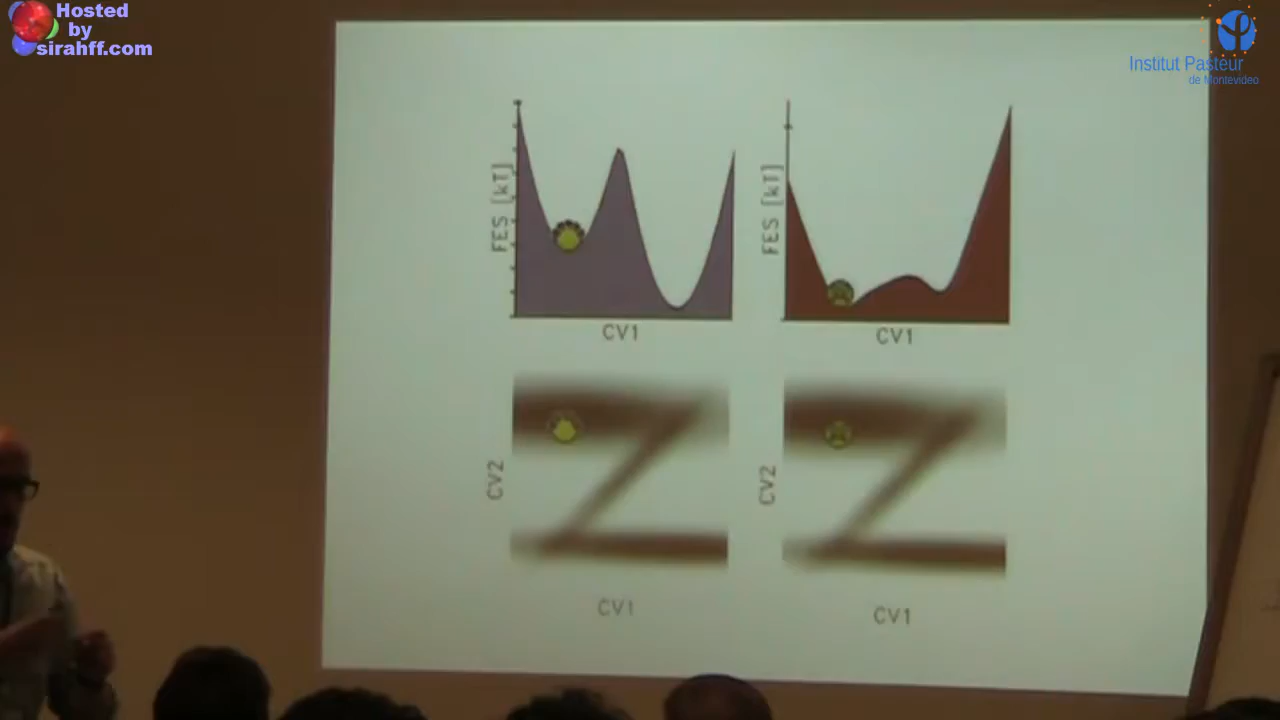 Hosted
by
sirahff.com
Institut Pasteur
de Montevideo
FES [kT]
CV1
FES [kT]
CV1
CV2
CV1
CV2
CV1